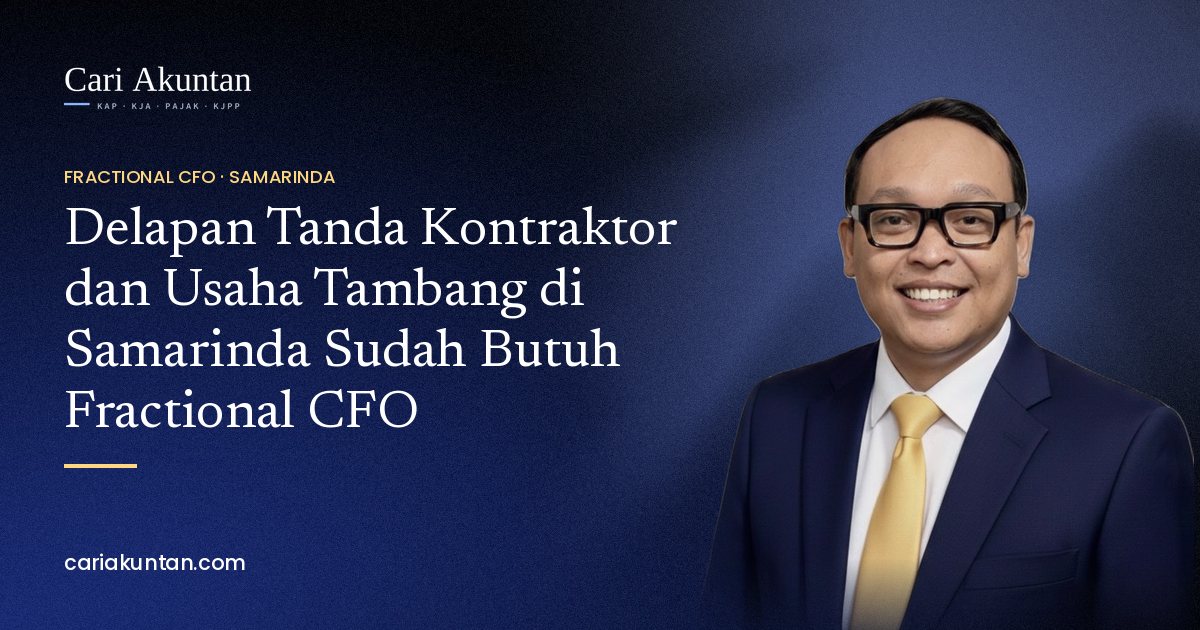 Cari Akuntan
KAP · KJA · PAJAK · KJPP
FRACTIONAL CFO · SAMARINDA
Delapan Tanda Kontraktor
dan Usaha Tambang di
Samarinda Sudah Butuh
Fractional CFO
cariakuntan.com